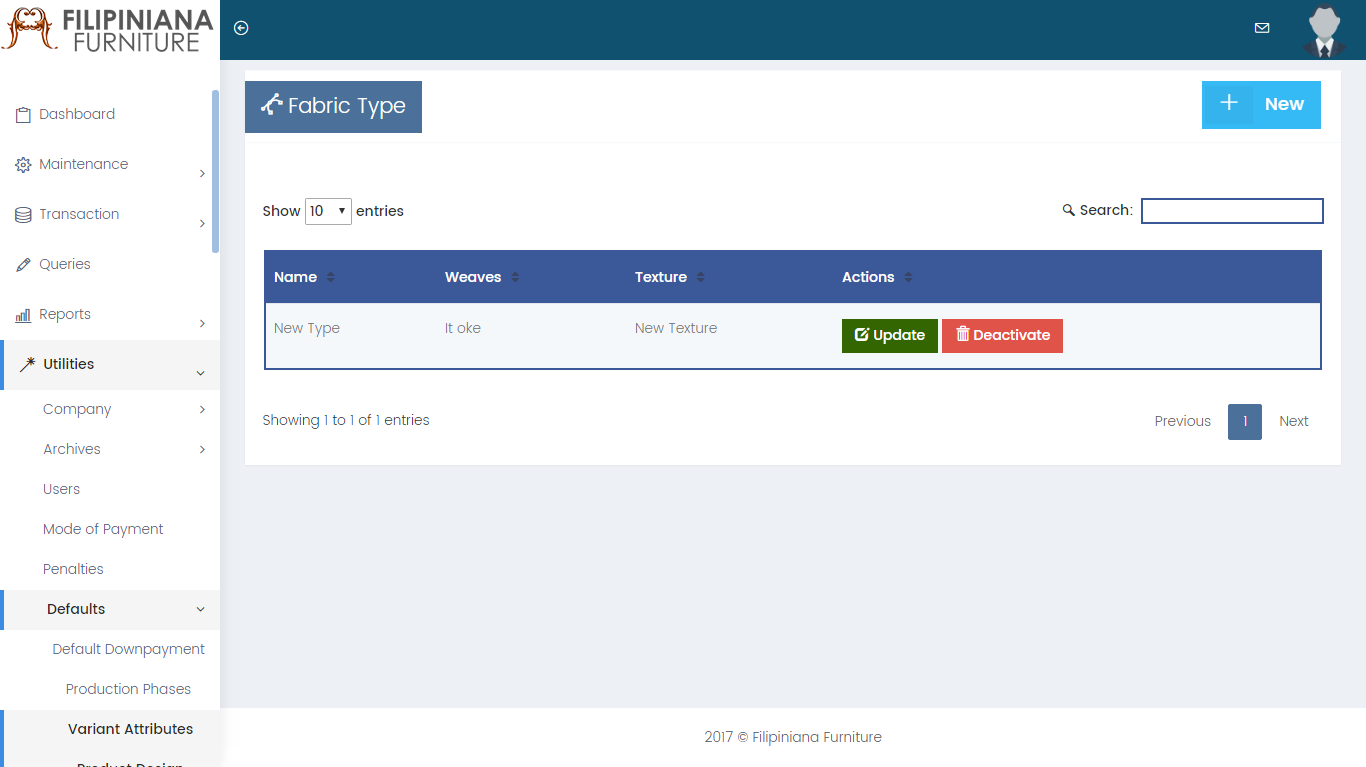 FILIPINIANA
FURNITURE
Dashboard
Maintenance
Transaction
Queries
Reports
Utilities
Company
Archives
Users
Mode of Payment
Penalties
Defaults
Default Downpayment
Production Phases
Variant Attributes
Product Design
Fabric Type
New
Show 10 entries
Search:
Name Weaves Texture Actions
New Type It oke New Texture Update Deactivate
Showing 1 to 1 of 1 entries
Previous 1 Next
2017 © Filipiniana Furniture